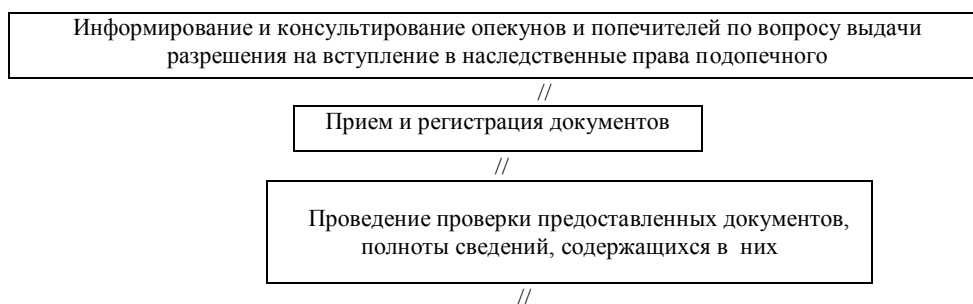 Информирование и консультирование опекунов и попечителей по вопросу выдачи
разрешения на вступление в наследственные права подопечного
//
Прием и регистрация документов
//
Проведение проверки предоставленных документов,
полноты сведений, содержащихся в них
//